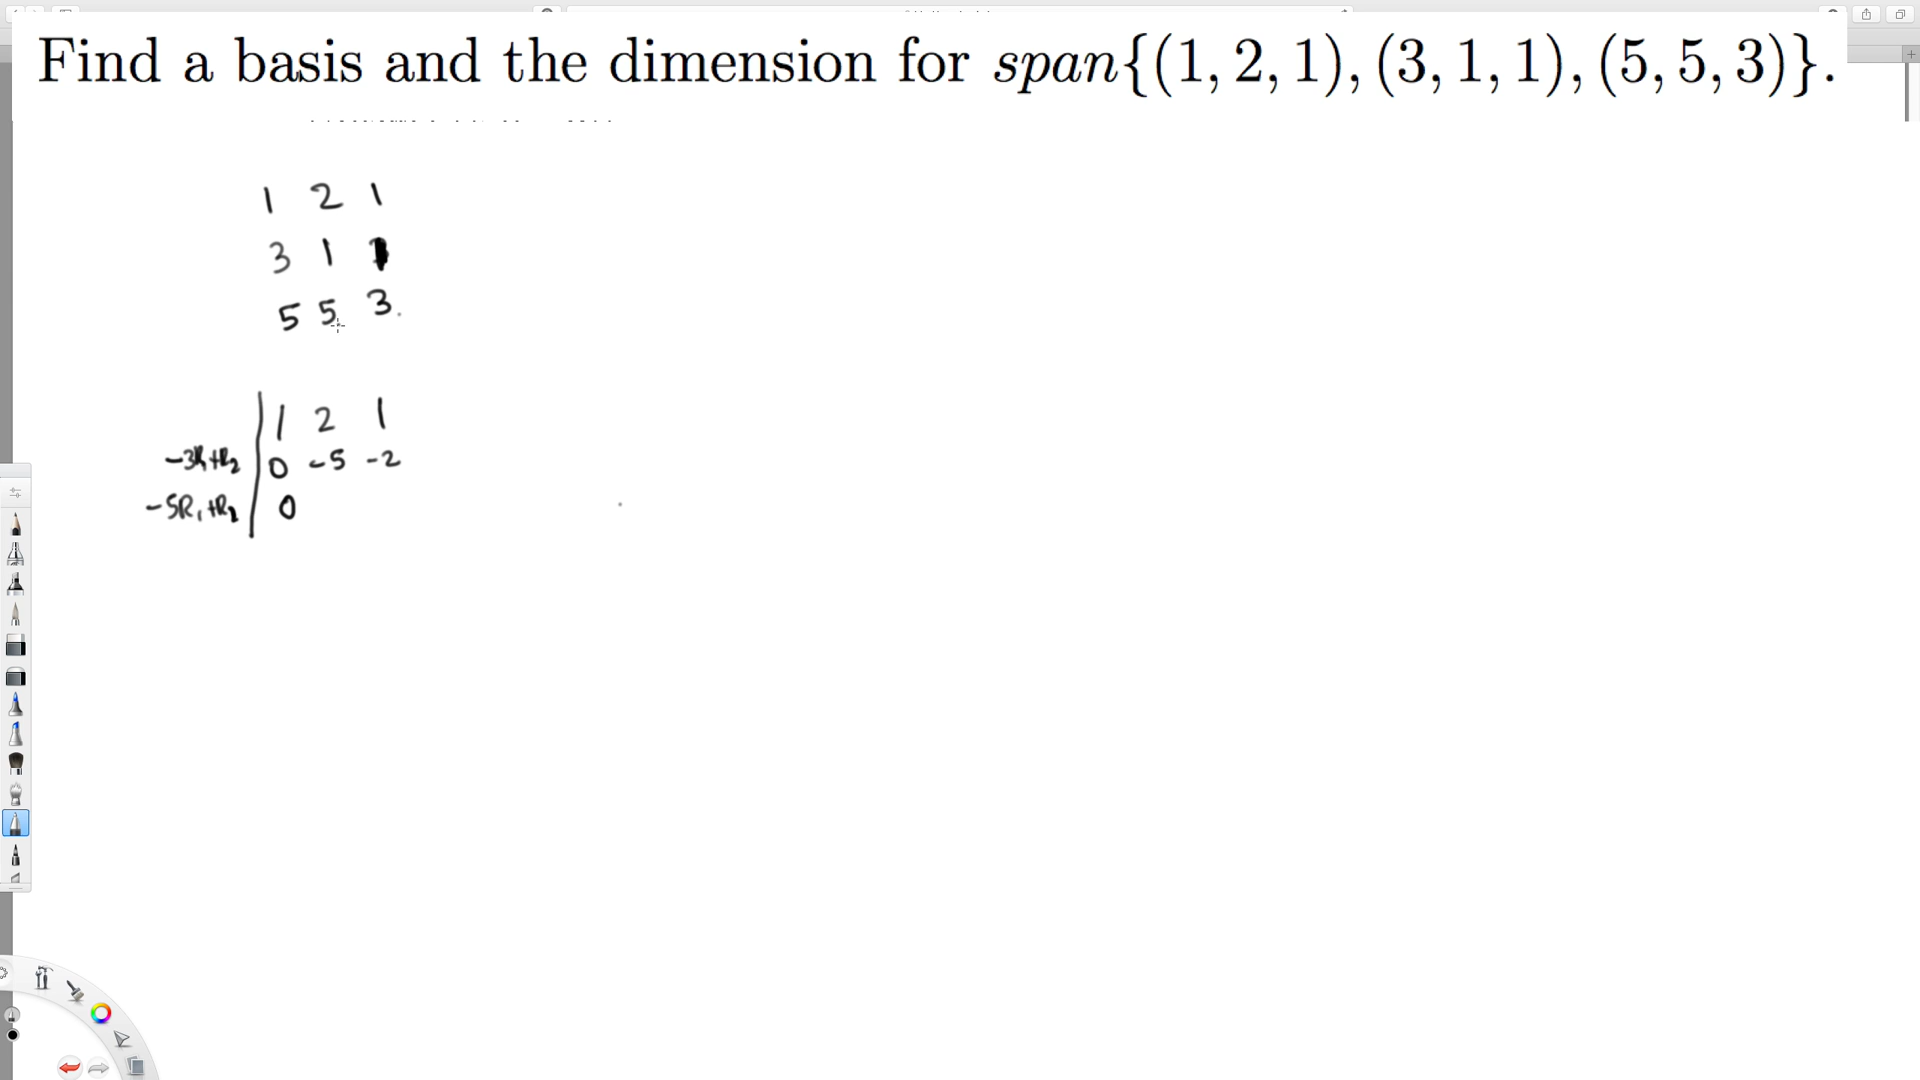 Find a basis and the dimension for span{(1, 2, 1), (3, 1, 1), (5, 5, 3)}.
1 2 1
3 1 1
5 5 3.
1 2 1
-3R₁+R₂ 0 -5 -2
-5R₁+R₂ 0